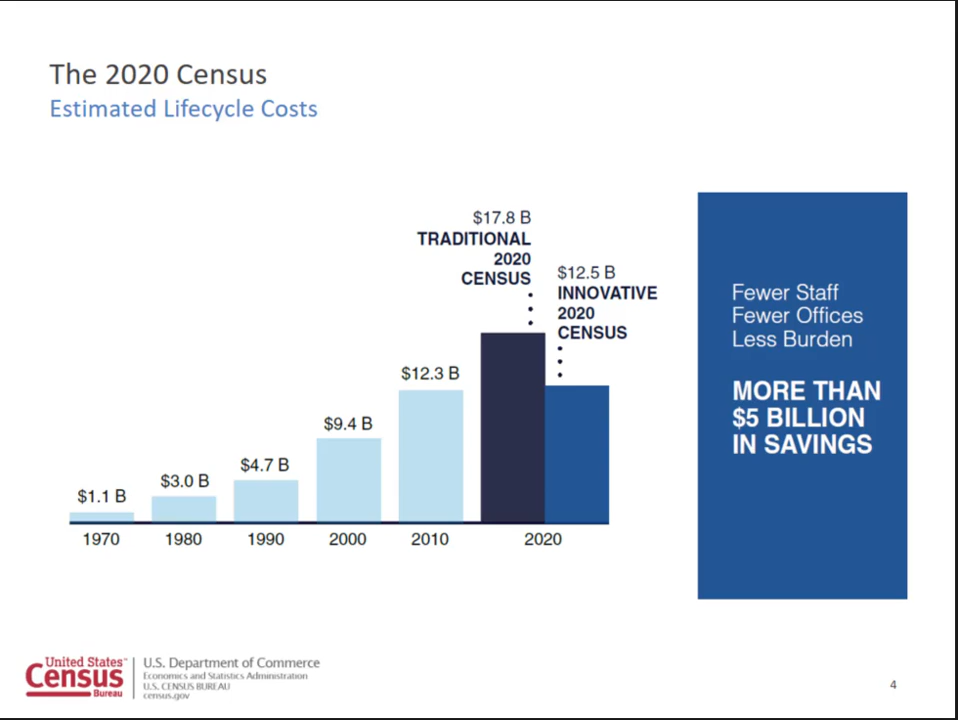 The 2020 Census
Estimated Lifecycle Costs
$17.8 B
TRADITIONAL
2020
CENSUS
$12.5 B
INNOVATIVE
2020
CENSUS
$12.3 B
$9.4 B
$4.7 B
$3.0 B
$1.1 B
1970
1980
1990
2000
2010
2020
Fewer Staff
Fewer Offices
Less Burden
MORE THAN
$5 BILLION
IN SAVINGS
United States™
Census
Bureau
U.S. Department of Commerce
Economics and Statistics Administration
U.S. CENSUS BUREAU
census.gov
4